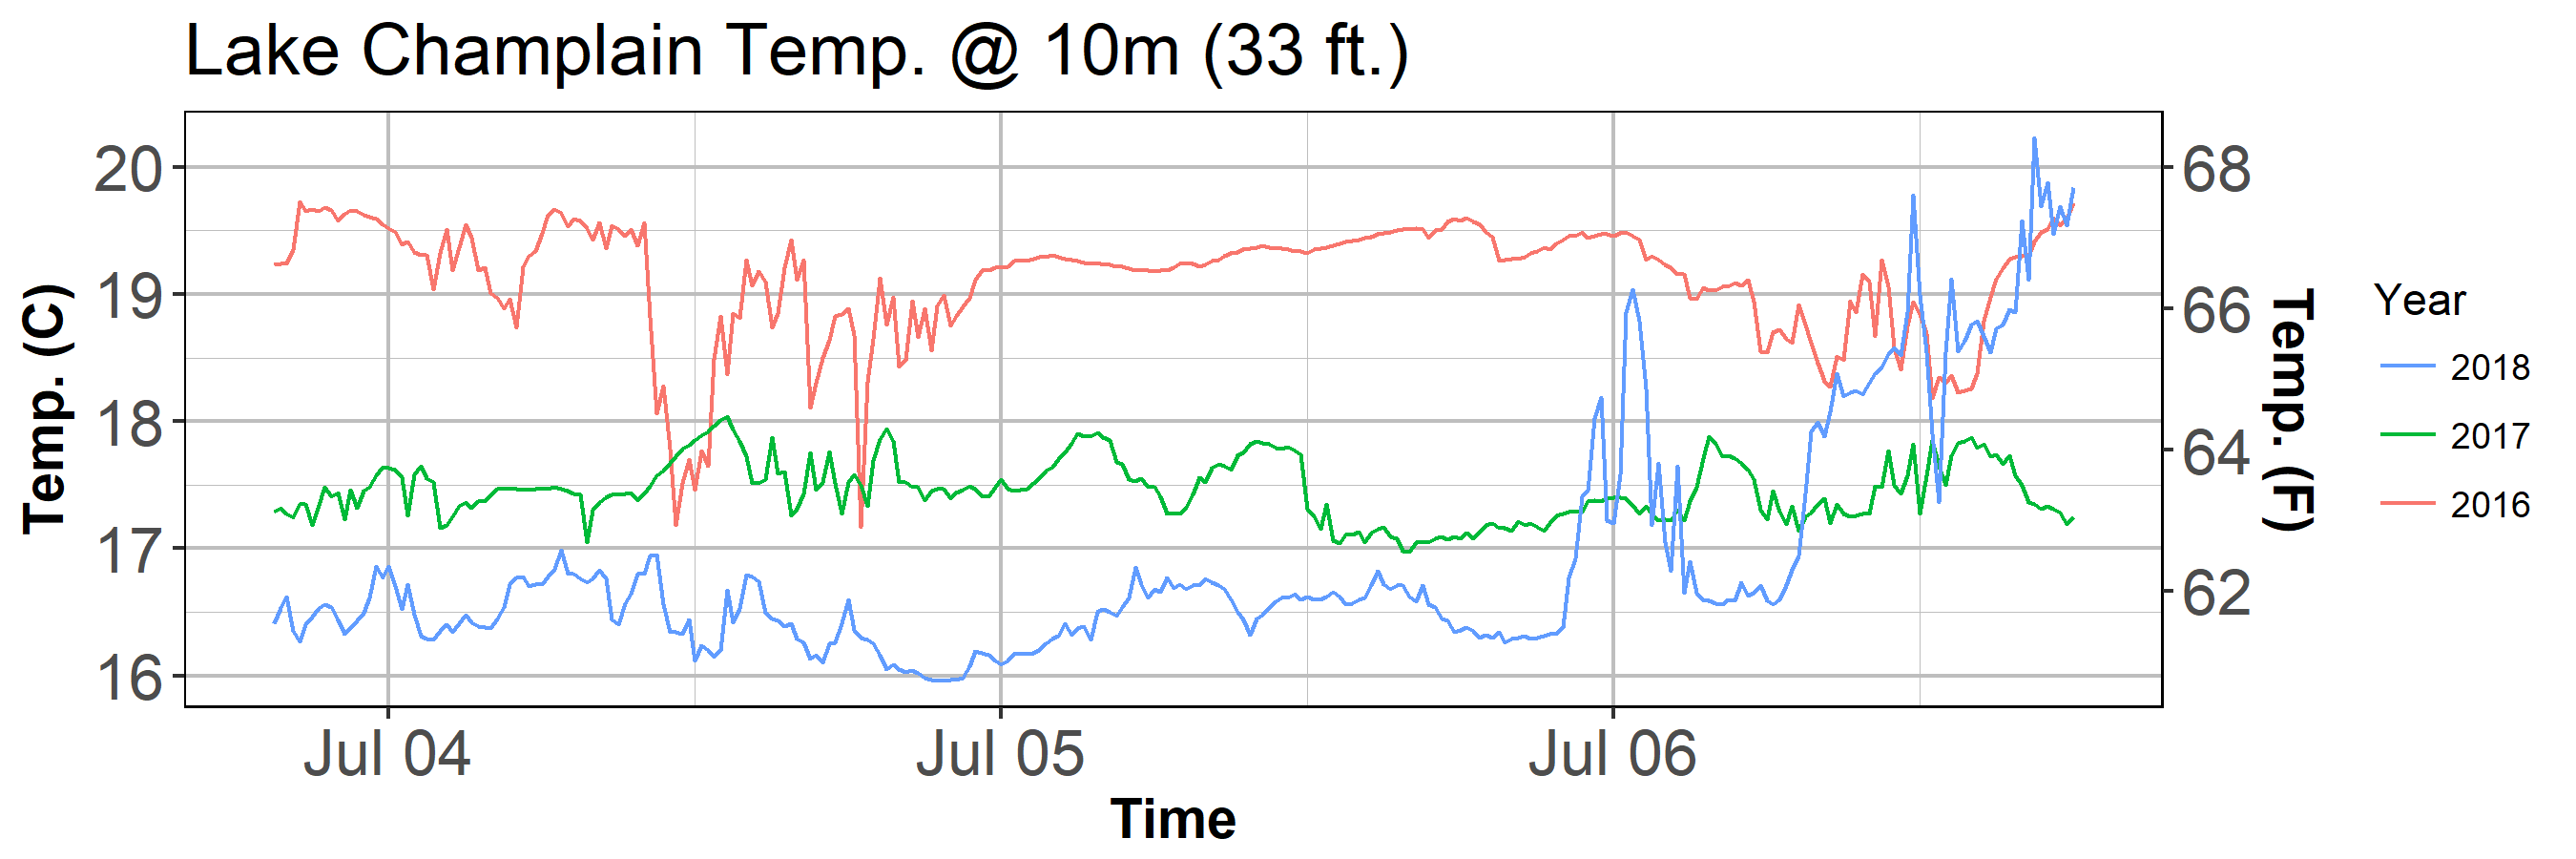 Lake Champlain Temp. @ 10m (33 ft.)
Temp. (C)
20
19
18
17
16
68
66
64
62
Temp. (F)
Jul 04 Jul 05 Jul 06
Time
Year
2018
2017
2016